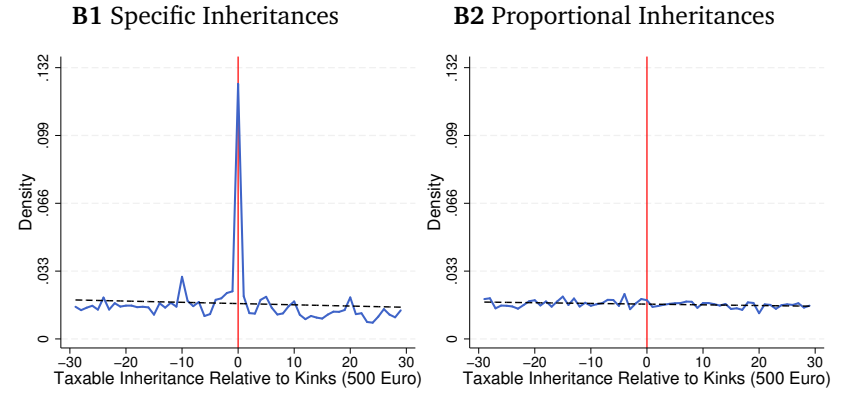 B1 Specific Inheritances
Density
.132
.099
.066
.033
0
−30 −20 −10 0 10 20 30
Taxable Inheritance Relative to Kinks (500 Euro)
B2 Proportional Inheritances
Density
.132
.099
.066
.033
0
−30 −20 −10 0 10 20 30
Taxable Inheritance Relative to Kinks (500 Euro)